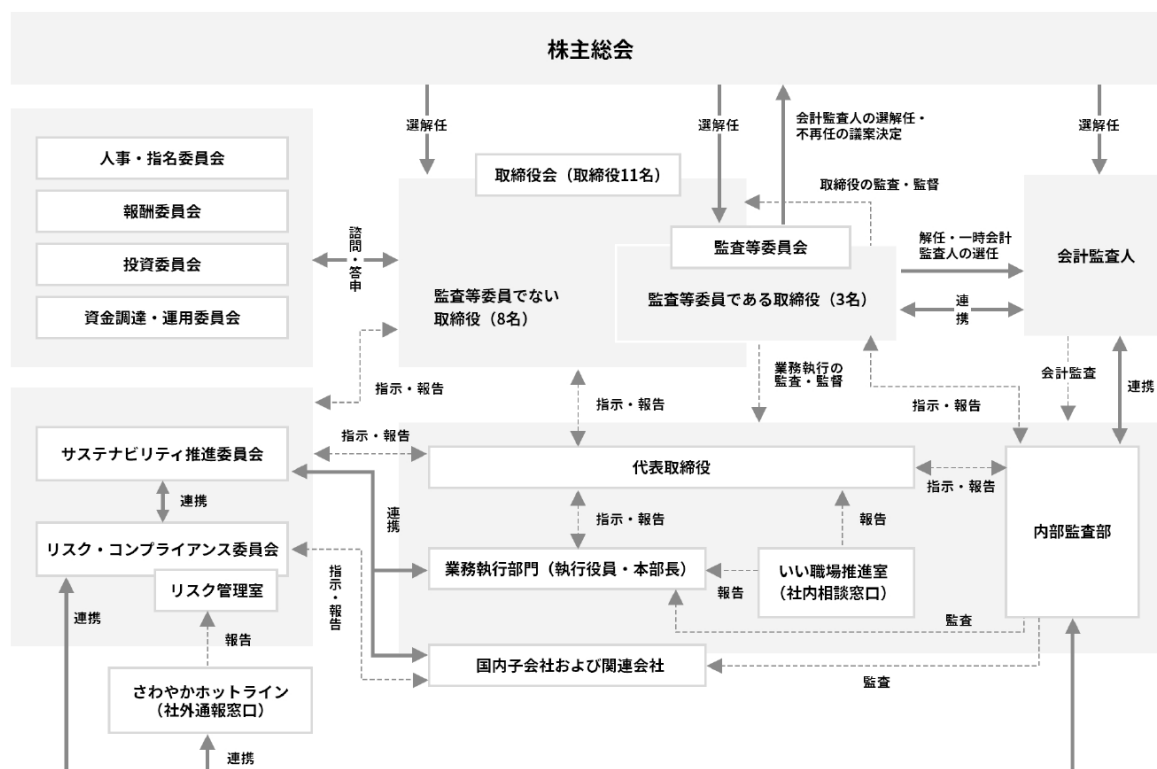 株主総会
選解任
選解任
会計監査人の選解任・
不再任の議案決定
選解任
人事・指名委員会
報酬委員会
投資委員会
資金調達・運用委員会
諮問・答申
取締役会（取締役11名）
取締役の監査・監督
監査等委員会
監査等委員でない
取締役（8名）
監査等委員である取締役（3名）
解任・一時会計
監査人の選任
連携
会計監査人
指示・報告
指示・報告
業務執行の
監査・監督
指示・報告
会計監査
連携
サステナビリティ推進委員会
指示・報告
代表取締役
指示・報告
内部監査部
連携
連携
指示・報告
報告
リスク・コンプライアンス委員会
リスク管理室
指示・報告
業務執行部門（執行役員・本部長）
報告
いい職場推進室
（社内相談窓口）
連携
報告
監査
国内子会社および関連会社
監査
さわやかホットライン
（社外通報窓口）
連携